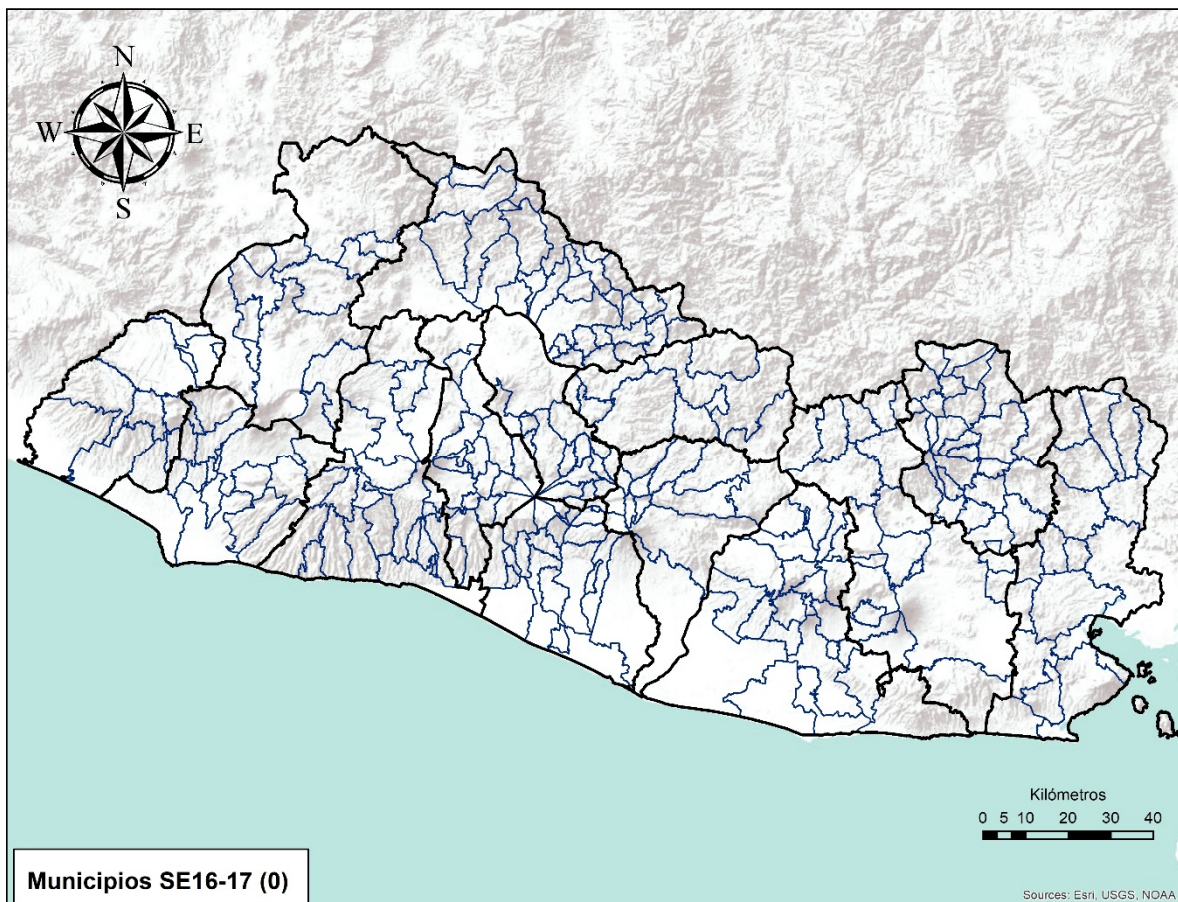 N
W E
S
Kilómetros
0 5 10 20 30 40
Municipios SE16-17 (0)
Sources: Esri, USGS, NOAA